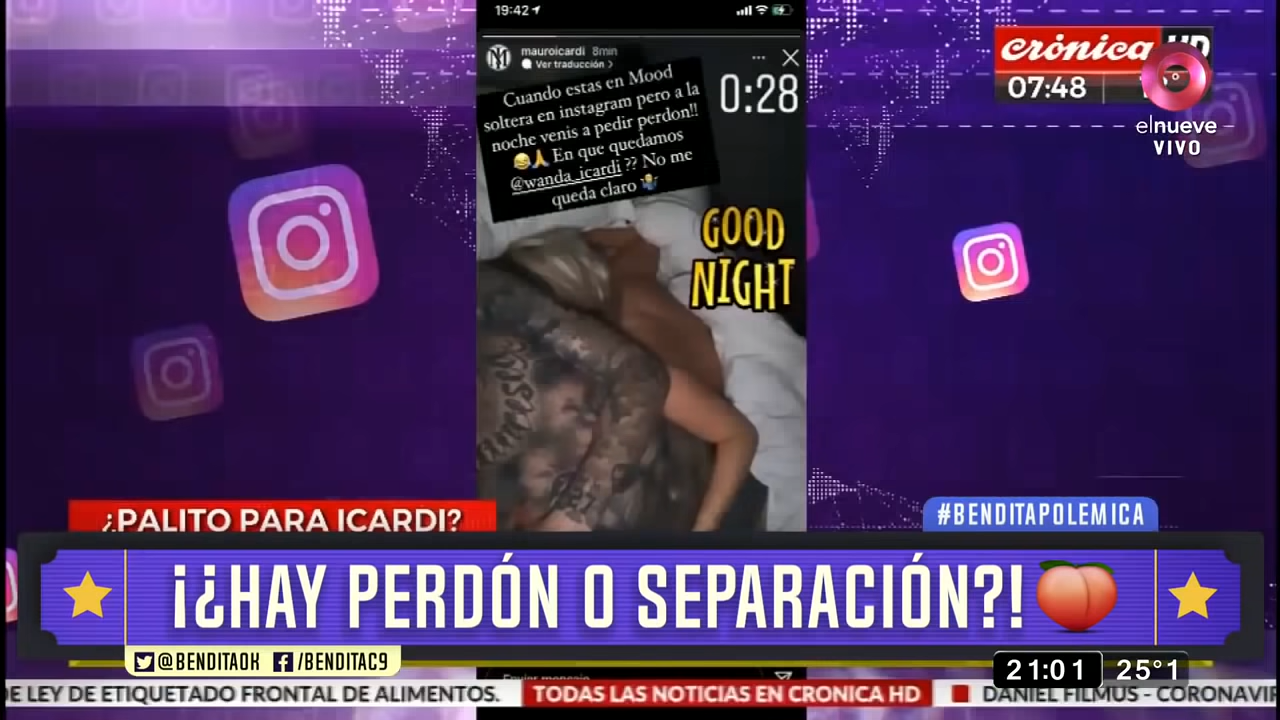 19:42
mauroicardi 8min
Ver traducción >
Cuando estas en Mood
soltera en instagram pero a la
noche venis a pedir perdon!!
😂🙏 En que quedamos
@wanda_icardi ?? No me
queda claro 🤷‍♂️
0:28
GOOD
NIGHT
crónica HD
07:48
elnueve
VIVO
¿PALITO PARA ICARDI?
#BENDITAPOLEMICA
¡¿HAY PERDÓN O SEPARACIÓN?!🍑
@BENDITAOK /BENDITAC9
Enviar mensaje
21:01 25°1
DE LEY DE ETIQUETADO FRONTAL DE ALIMENTOS. TODAS LAS NOTICIAS EN CRONICA HD DANIEL FILMUS - CORONAVIR